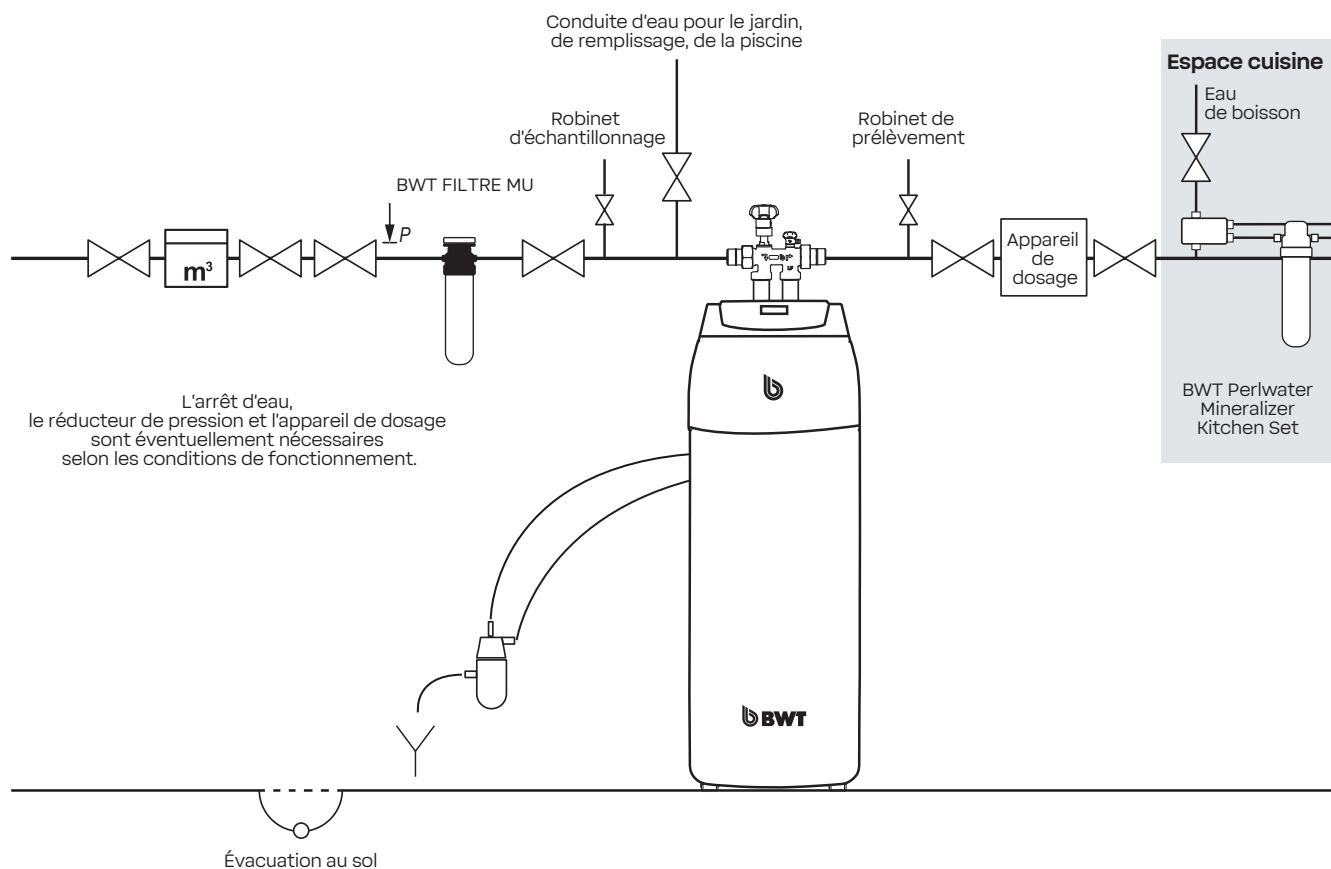 Conduite d'eau pour le jardin,
de remplissage, de la piscine
Espace cuisine
Eau
de boisson
Robinet
d'échantillonnage
Robinet de
prélèvement
BWT FILTRE MU
P
m³
Appareil
de
dosage
L'arrêt d'eau,
le réducteur de pression et l'appareil de dosage
sont éventuellement nécessaires
selon les conditions de fonctionnement.
BWT Perlwater
Mineralizer
Kitchen Set
BWT
Évacuation au sol